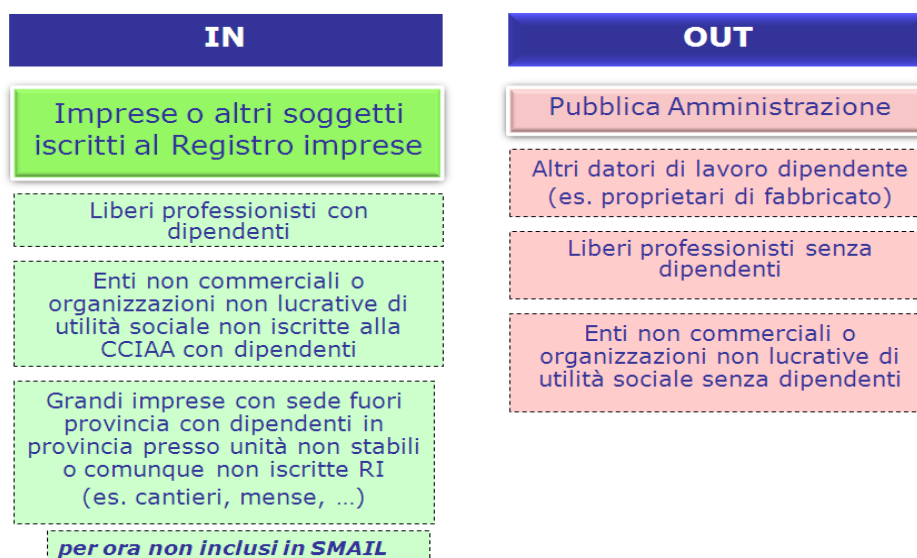 IN
Imprese o altri soggetti
iscritti al Registro imprese
Liberi professionisti con
dipendenti
Enti non commerciali o
organizzazioni non lucrative di
utilità sociale non iscritte alla
CCIAA con dipendenti
Grandi imprese con sede fuori
provincia con dipendenti in
provincia presso unità non stabili
o comunque non iscritte RI
(es. cantieri, mense, …)
per ora non inclusi in SMAIL
OUT
Pubblica Amministrazione
Altri datori di lavoro dipendente
(es. proprietari di fabbricato)
Liberi professionisti senza
dipendenti
Enti non commerciali o
organizzazioni non lucrative di
utilità sociale senza dipendenti